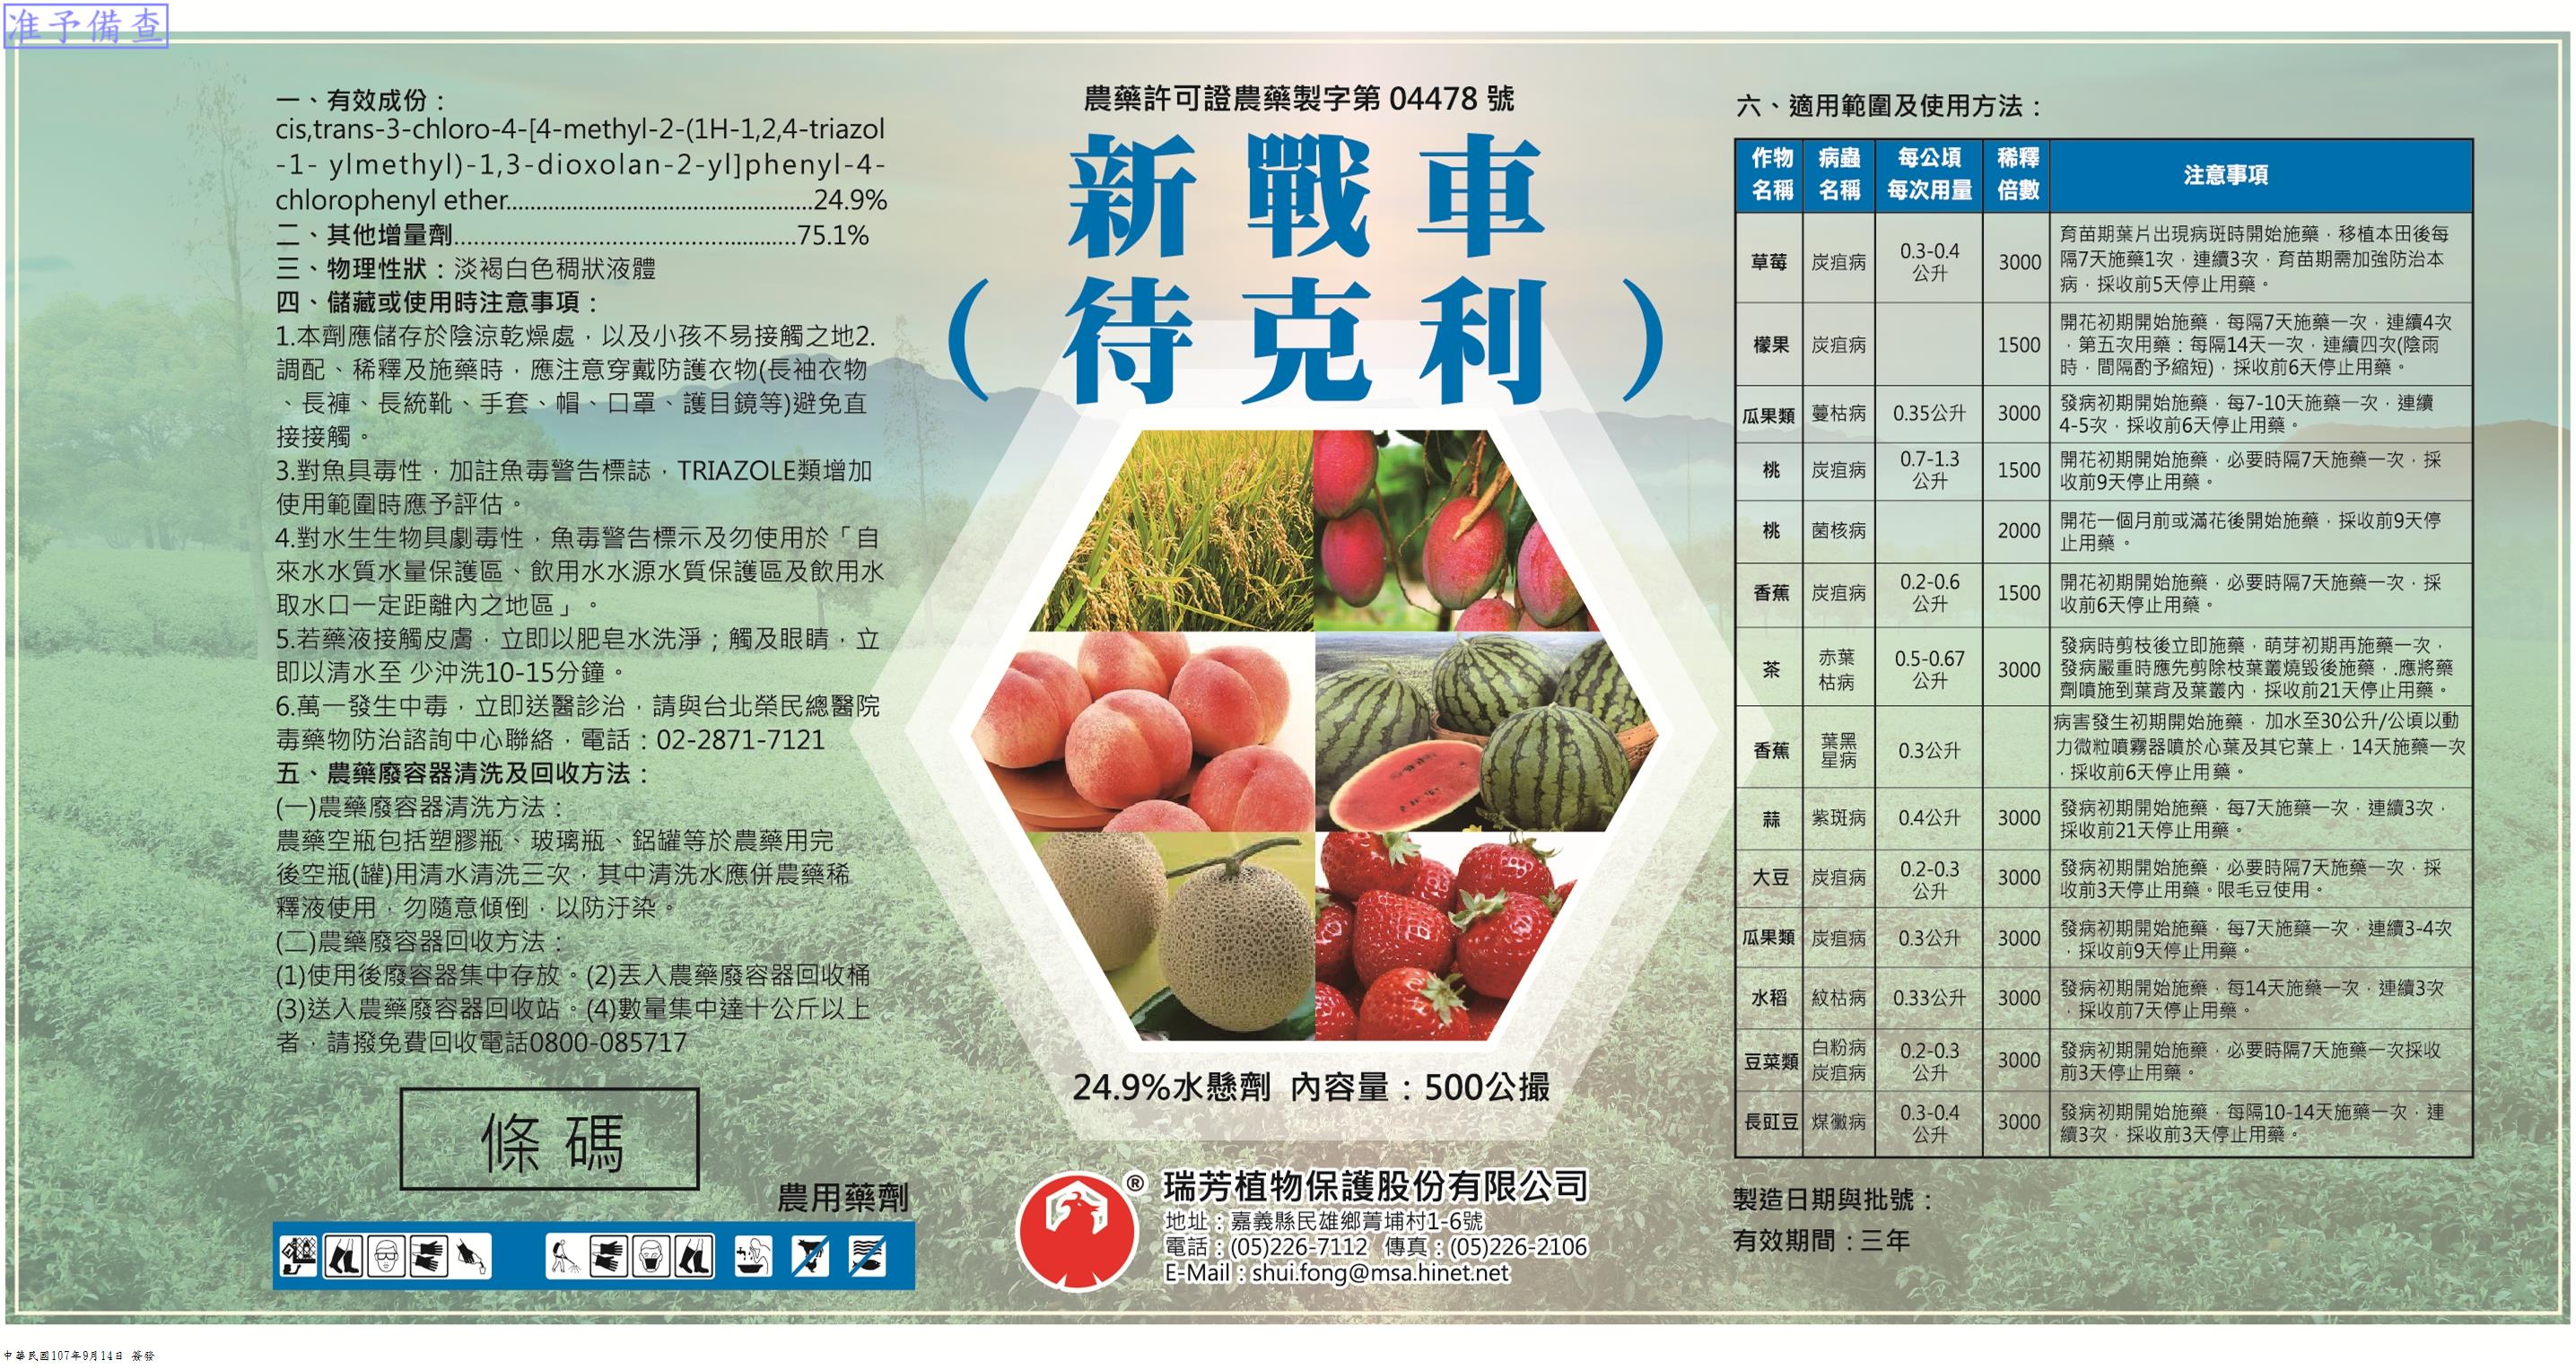 准予備查
一、有效成份：
cis,trans-3-chloro-4-[4-methyl-2-(1H-1,2,4-triazol
-1- ylmethyl)-1,3-dioxolan-2-yl]phenyl-4-
chlorophenyl ether....................................................24.9%
二、其他增量劑..................................................75.1%
三、物理性狀：淡褐白色稠狀液體
四、儲藏或使用時注意事項：
1.本劑應儲存於陰涼乾燥處，以及小孩不易接觸之地2.
調配、稀釋及施藥時，應注意穿戴防護衣物(長袖衣物
、長褲、長統靴、手套、帽、口罩、護目鏡等)避免直
接接觸。
3.對魚具毒性，加註魚毒警告標誌，TRIAZOLE類增加
使用範圍時應予評估。
4.對水生生物具劇毒性，魚毒警告標示及勿使用於「自
來水水質水量保護區、飲用水水源水質保護區及飲用水
取水口一定距離內之地區」。
5.若藥液接觸皮膚，立即以肥皂水洗淨；觸及眼睛，立
即以清水至 少沖洗10-15分鐘。
6.萬一發生中毒，立即送醫診治，請與台北榮民總醫院
毒藥物防治諮詢中心聯絡，電話：02-2871-7121
五、農藥廢容器清洗及回收方法：
(一)農藥廢容器清洗方法：
農藥空瓶包括塑膠瓶、玻璃瓶、鋁罐等於農藥用完
後空瓶(罐)用清水清洗三次，其中清洗水應併農藥稀
釋液使用，勿隨意傾倒，以防汙染。
(二)農藥廢容器回收方法：
(1)使用後廢容器集中存放。(2)丟入農藥廢容器回收桶
(3)送入農藥廢容器回收站。(4)數量集中達十公斤以上
者，請撥免費回收電話0800-085717
條碼
農用藥劑
農藥許可證農藥製字第 04478 號
新戰車
(待克利)
24.9%水懸劑 內容量：500公撮
® 瑞芳植物保護股份有限公司
地址：嘉義縣民雄鄉菁埔村1-6號
電話：(05)226-7112 傳真：(05)226-2106
E-Mail：shui.fong@msa.hinet.net
六、適用範圍及使用方法：
作物名稱 病蟲名稱 每公頃每次用量 稀釋倍數 注意事項
草莓 炭疽病 0.3-0.4公升 3000 育苗期葉片出現病斑時開始施藥，移植本田後每
隔7天施藥1次，連續3次，育苗期需加強防治本
病，採收前5天停止用藥。
檬果 炭疽病 1500 開花初期開始施藥，每隔7天施藥一次，連續4次
，第五次用藥：每隔14天一次，連續四次(陰雨
時，間隔酌予縮短)，採收前6天停止用藥。
瓜果類 蔓枯病 0.35公升 3000 發病初期開始施藥，每7-10天施藥一次，連續
4-5次，採收前6天停止用藥。
桃 炭疽病 0.7-1.3公升 1500 開花初期開始施藥，必要時隔7天施藥一次，採
收前9天停止用藥。
桃 菌核病 2000 開花一個月前或滿花後開始施藥，採收前9天停
止用藥。
香蕉 炭疽病 0.2-0.6公升 1500 開花初期開始施藥，必要時隔7天施藥一次，採
收前6天停止用藥。
茶 赤葉枯病 0.5-0.67公升 3000 發病時剪枝後立即施藥，萌芽初期再施藥一次，
發病嚴重時應先剪除枝葉叢燒毀後施藥，.應將藥
劑噴施到葉背及葉叢內，採收前21天停止用藥。
香蕉 葉黑星病 0.3公升 病害發生初期開始施藥，加水至30公升/公頃以動
力微粒噴霧器噴於心葉及其它葉上，14天施藥一次
，採收前6天停止用藥。
蒜 紫斑病 0.4公升 3000 發病初期開始施藥，每7天施藥一次，連續3次，
採收前21天停止用藥。
大豆 炭疽病 0.2-0.3公升 3000 發病初期開始施藥，必要時隔7天施藥一次，採
收前3天停止用藥。限毛豆使用。
瓜果類 炭疽病 0.3公升 3000 發病初期開始施藥，每7天施藥一次，連續3-4次
，採收前9天停止用藥。
水稻 紋枯病 0.33公升 3000 發病初期開始施藥，每14天施藥一次，連續3次
，採收前7天停止用藥。
豆菜類 白粉病炭疽病 0.2-0.3公升 3000 發病初期開始施藥，必要時隔7天施藥一次採收
前3天停止用藥。
長豇豆 煤黴病 0.3-0.4公升 3000 發病初期開始施藥，每隔10-14天施藥一次，連
續3次，採收前3天停止用藥。
製造日期與批號：
有效期間：三年
中華民國107年9月14日 簽發